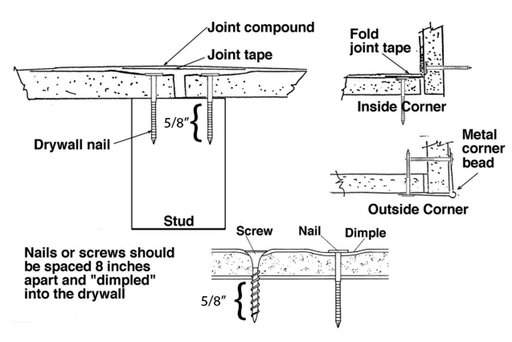 Joint compound
Joint tape
5/8"
Drywall nail
Stud
Fold
joint tape
Inside Corner
Metal
corner
bead
Outside Corner
Nails or screws should
be spaced 8 inches
apart and "dimpled"
into the drywall
Screw
Nail
Dimple
5/8"